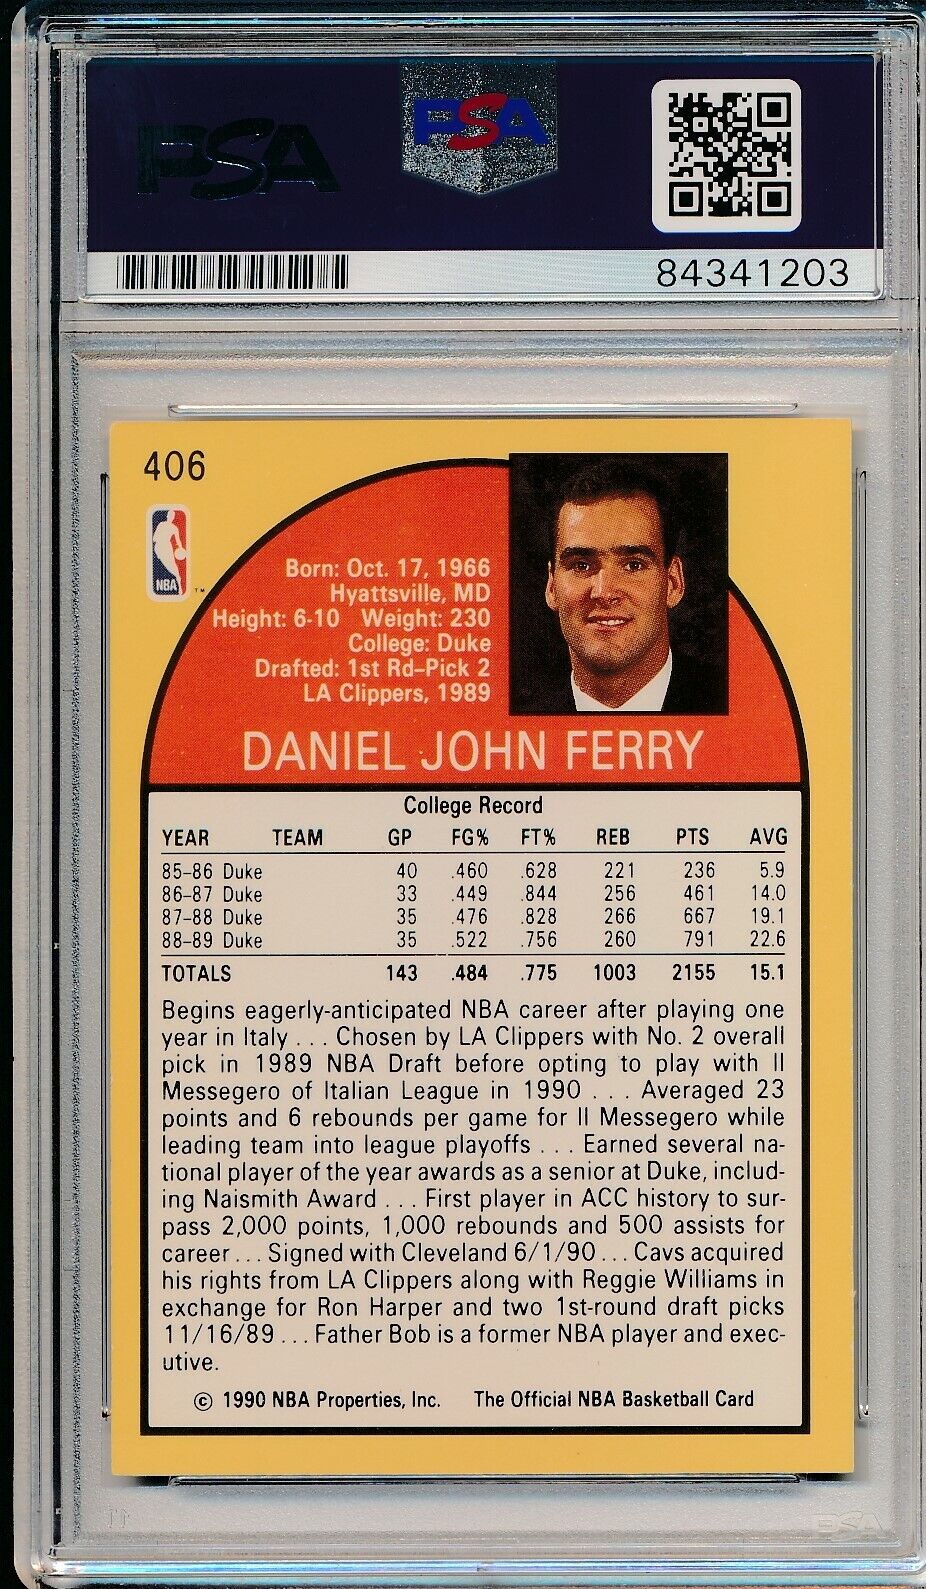 PSA
PSA
84341203
406
NBA
TM
Born: Oct. 17, 1966
Hyattsville, MD
Height: 6-10 Weight: 230
College: Duke
Drafted: 1st Rd–Pick 2
LA Clippers, 1989
DANIEL JOHN FERRY
College Record
YEAR TEAM GP FG% FT% REB PTS AVG
85-86 Duke 40 .460 .628 221 236 5.9
86-87 Duke 33 .449 .844 256 461 14.0
87-88 Duke 35 .476 .828 266 667 19.1
88-89 Duke 35 .522 .756 260 791 22.6
TOTALS 143 .484 .775 1003 2155 15.1
Begins eagerly-anticipated NBA career after playing one
year in Italy . . . Chosen by LA Clippers with No. 2 overall
pick in 1989 NBA Draft before opting to play with Il
Messegero of Italian League in 1990 . . . Averaged 23
points and 6 rebounds per game for Il Messegero while
leading team into league playoffs . . . Earned several na-
tional player of the year awards as a senior at Duke, includ-
ing Naismith Award . . . First player in ACC history to sur-
pass 2,000 points, 1,000 rebounds and 500 assists for
career . . . Signed with Cleveland 6/1/90 . . . Cavs acquired
his rights from LA Clippers along with Reggie Williams in
exchange for Ron Harper and two 1st-round draft picks
11/16/89 . . . Father Bob is a former NBA player and exec-
utive.
© 1990 NBA Properties, Inc. The Official NBA Basketball Card
PSA